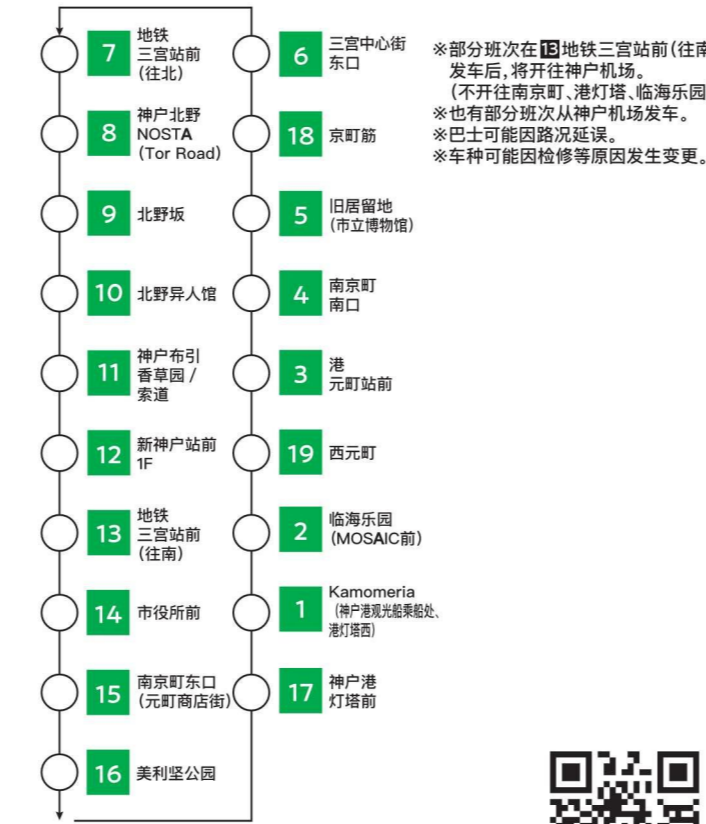 7
地铁
三宫站前
(往北)
8
神户北野
NOSTA
(Tor Road)
9
北野坂
10
北野异人馆
11
神户布引
香草园 /
索道
12
新神户站前
1F
13
地铁
三宫站前
(往南)
14
市役所前
15
南京町东口
(元町商店街)
16
美利坚公园
6
三宫中心街
东口
18
京町筋
5
旧居留地
(市立博物馆)
4
南京町
南口
3
港
元町站前
19
西元町
2
临海乐园
(MOSAIC前)
1
Kamomeria
(神户港观光船乘船处、
港灯塔西)
17
神户港
灯塔前
※部分班次在13地铁三宫站前(往南
发车后,将开往神户机场。
(不开往南京町、港灯塔、临海乐园
※也有部分班次从神户机场发车。
※巴士可能因路况延误。
※车种可能因检修等原因发生变更。